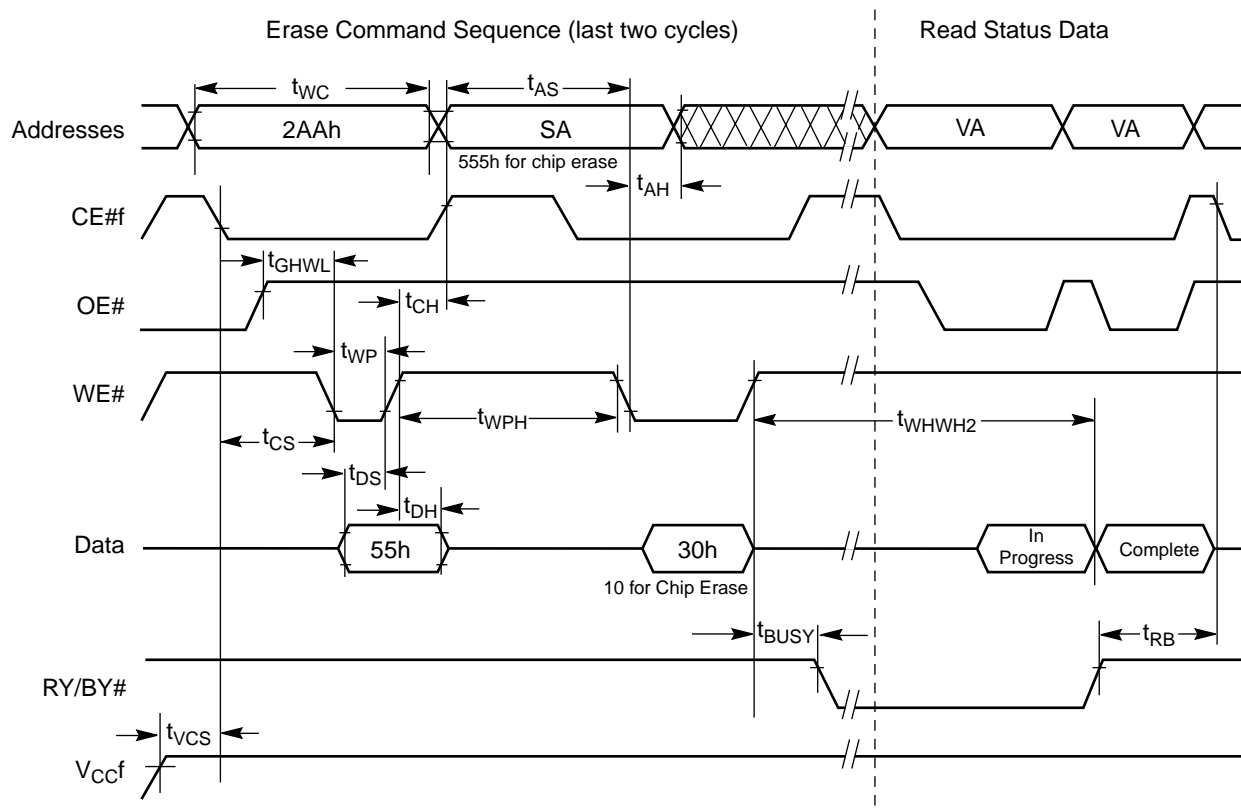 Erase Command Sequence (last two cycles) Read Status Data
tWC tAS
Addresses 2AAh SA VA VA
555h for chip erase
tAH
CE#f
tGHWL
OE#
tCH
tWP
WE#
tWPH tWHWH2
tCS
tDS
tDH
Data 55h 30h In Progress Complete
10 for Chip Erase
tBUSY tRB
RY/BY#
tVCS
VCCf